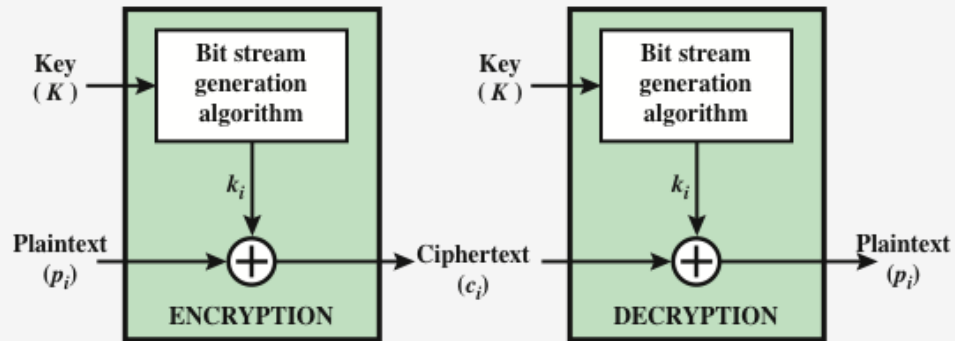 Key
( K )
Bit stream
generation
algorithm
k_i
Plaintext
(p_i)
ENCRYPTION
Ciphertext
(c_i)
Key
( K )
Bit stream
generation
algorithm
k_i
Plaintext
(p_i)
DECRYPTION